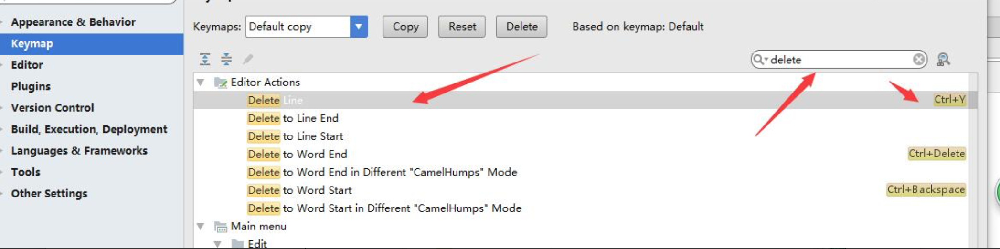 Appearance & Behavior
Keymap
Editor
Plugins
Version Control
Build, Execution, Deployment
Languages & Frameworks
Tools
Other Settings
Keymaps: Default copy Copy Reset Delete Based on keymap: Default
delete
Editor Actions
Delete Line Ctrl+Y
Delete to Line End
Delete to Line Start
Delete to Word End Ctrl+Delete
Delete to Word End in Different "CamelHumps" Mode
Delete to Word Start Ctrl+Backspace
Delete to Word Start in Different "CamelHumps" Mode
Main menu
Edit